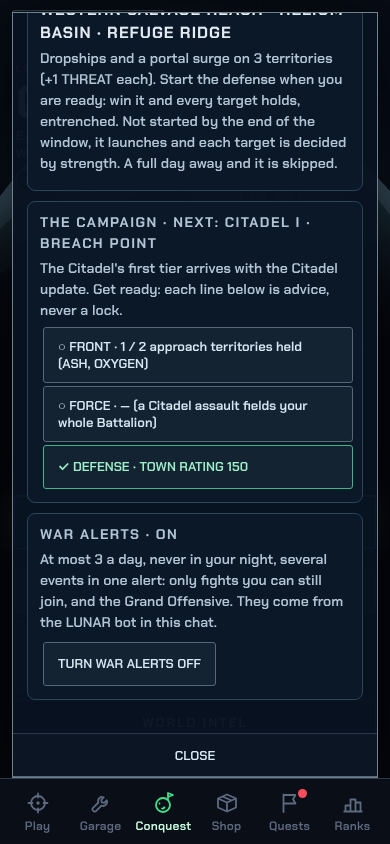 WESTERN SALVAGE REACH · HELIUM
BASIN · REFUGE RIDGE
Dropships and a portal surge on 3 territories
(+1 THREAT each). Start the defense when you
are ready: win it and every target holds,
entrenched. Not started by the end of the
window, it launches and each target is decided
by strength. A full day away and it is skipped.
THE CAMPAIGN · NEXT: CITADEL I ·
BREACH POINT
The Citadel's first tier arrives with the Citadel
update. Get ready: each line below is advice,
never a lock.
○ FRONT · 1 / 2 approach territories held
(ASH, OXYGEN)
○ FORCE · — (a Citadel assault fields your
whole Battalion)
✓ DEFENSE · TOWN RATING 150
WAR ALERTS · ON
At most 3 a day, never in your night, several
events in one alert: only fights you can still
join, and the Grand Offensive. They come from
the LUNAR bot in this chat.
TURN WAR ALERTS OFF
WORLD INTEL
CLOSE
Play Garage Conquest Shop Quests Ranks